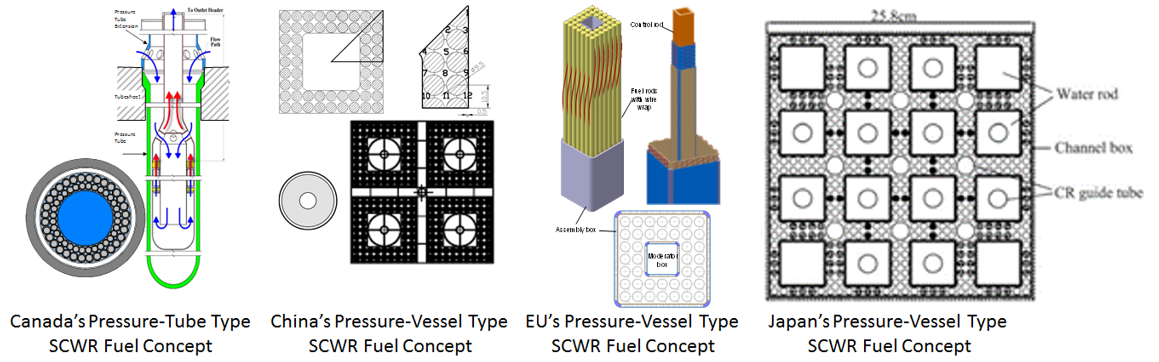 Pressure
Tube
Extension
To Outlet Header
Flow
Path
Tubesheet
Pressure
Tube
Canada's Pressure-Tube Type
SCWR Fuel Concept
1
2
3
4
5
6
7
8
9
10
11
12
China's Pressure-Vessel Type
SCWR Fuel Concept
Control rod
Fuel rods
with wire
wrap
Assembly box
Moderator
box
EU's Pressure-Vessel Type
SCWR Fuel Concept
25.8cm
Water rod
Channel box
CR guide tube
Japan's Pressure-Vessel Type
SCWR Fuel Concept